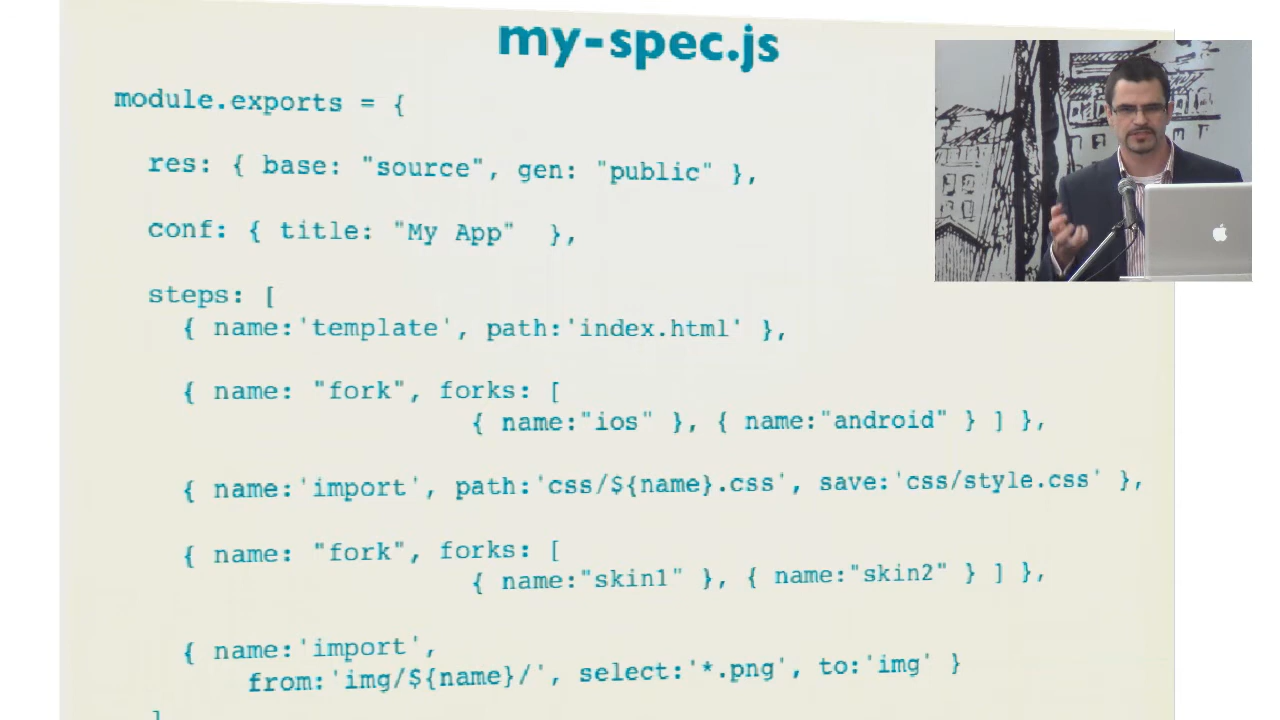 my-spec.js
module.exports = {
res: { base: "source", gen: "public" },
conf: { title: "My App" },
steps: [
{ name:'template', path:'index.html' },
{ name: "fork", forks: [
{ name:"ios" }, { name:"android" } ] },
{ name:'import', path:'css/${name}.css', save:'css/style.css' },
{ name: "fork", forks: [
{ name:"skin1" }, { name:"skin2" } ] },
{ name:'import',
from:'img/${name}/', select:'*.png', to:'img' }
]